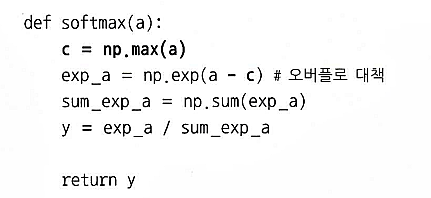 def softmax(a):
    c = np.max(a)
    exp_a = np.exp(a - c) # 오버플로 대책
    sum_exp_a = np.sum(exp_a)
    y = exp_a / sum_exp_a

    return y